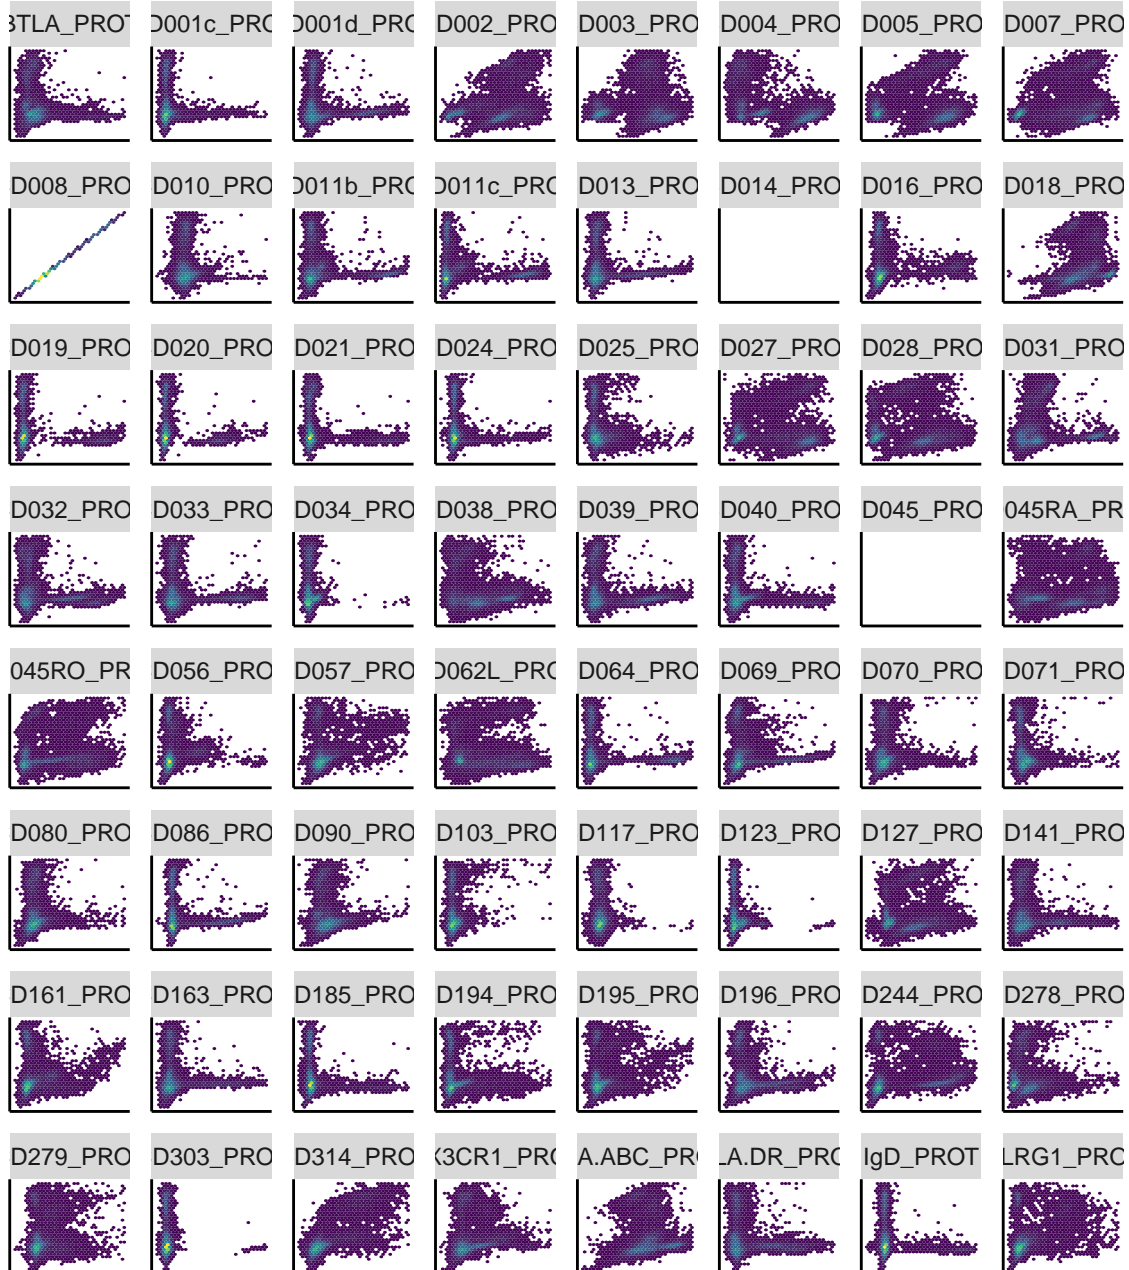 BTLA_PROT D001c_PRO D001d_PRO D002_PRO D003_PRO D004_PRO D005_PRO D007_PRO
D008_PRO D010_PRO D011b_PRO D011c_PRO D013_PRO D014_PRO D016_PRO D018_PRO
D019_PRO D020_PRO D021_PRO D024_PRO D025_PRO D027_PRO D028_PRO D031_PRO
D032_PRO D033_PRO D034_PRO D038_PRO D039_PRO D040_PRO D045_PRO 045RA_PR
045RO_PR D056_PRO D057_PRO D062L_PRO D064_PRO D069_PRO D070_PRO D071_PRO
D080_PRO D086_PRO D090_PRO D103_PRO D117_PRO D123_PRO D127_PRO D141_PRO
D161_PRO D163_PRO D185_PRO D194_PRO D195_PRO D196_PRO D244_PRO D278_PRO
D279_PRO D303_PRO D314_PRO X3CR1_PRO A.ABC_PR LA.DR_PRO IgD_PROT LRG1_PRO